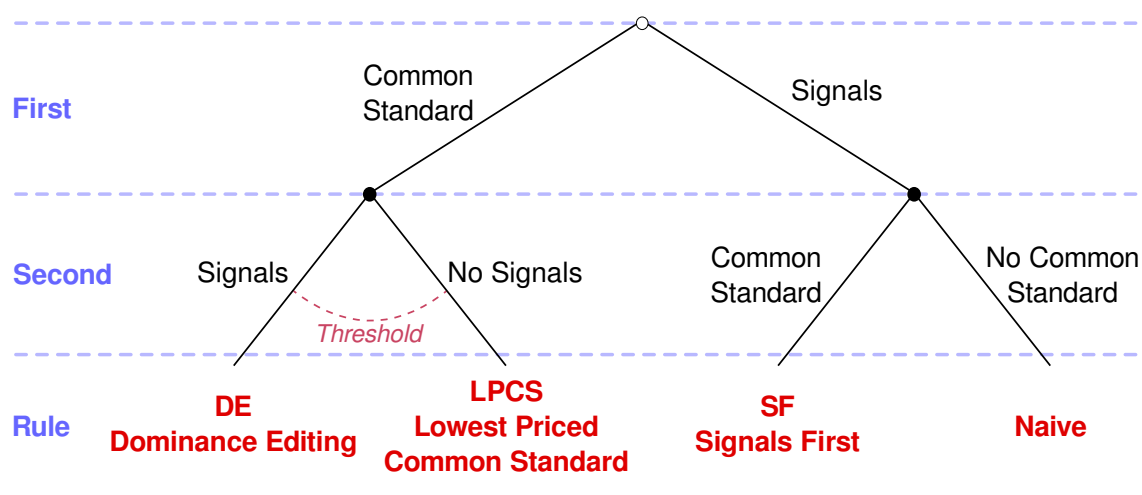 First
Common
Standard
Signals
Second
Signals
No Signals
Threshold
Common
Standard
No Common
Standard
Rule
DE
Dominance Editing
LPCS
Lowest Priced
Common Standard
SF
Signals First
Naive